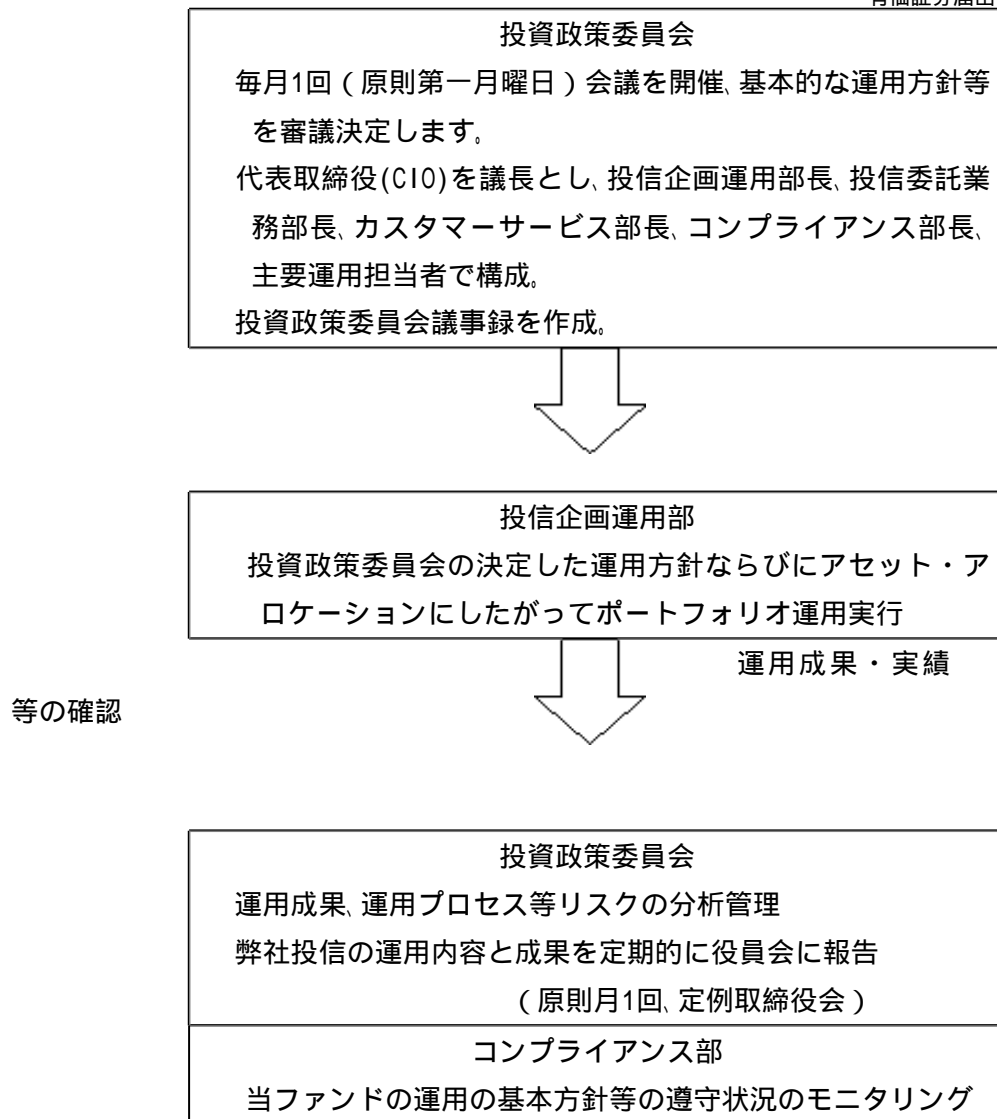 投資政策委員会
毎月1回(原則第一月曜日)会議を開催、基本的な運用方針等
を審議決定します。
代表取締役(CIO)を議長とし、投信企画運用部長、投信委託業
務部長、カスタマーサービス部長、コンプライアンス部長、
主要運用担当者で構成。
投資政策委員会議事録を作成。
投信企画運用部
投資政策委員会の決定した運用方針ならびにアセット・ア
ロケーションにしたがってポートフォリオ運用実行
運用成果・実績
等の確認
投資政策委員会
運用成果、運用プロセス等リスクの分析管理
弊社投信の運用内容と成果を定期的に役員会に報告
(原則月1回、定例取締役会)
コンプライアンス部
当ファンドの運用の基本方針等の遵守状況のモニタリング